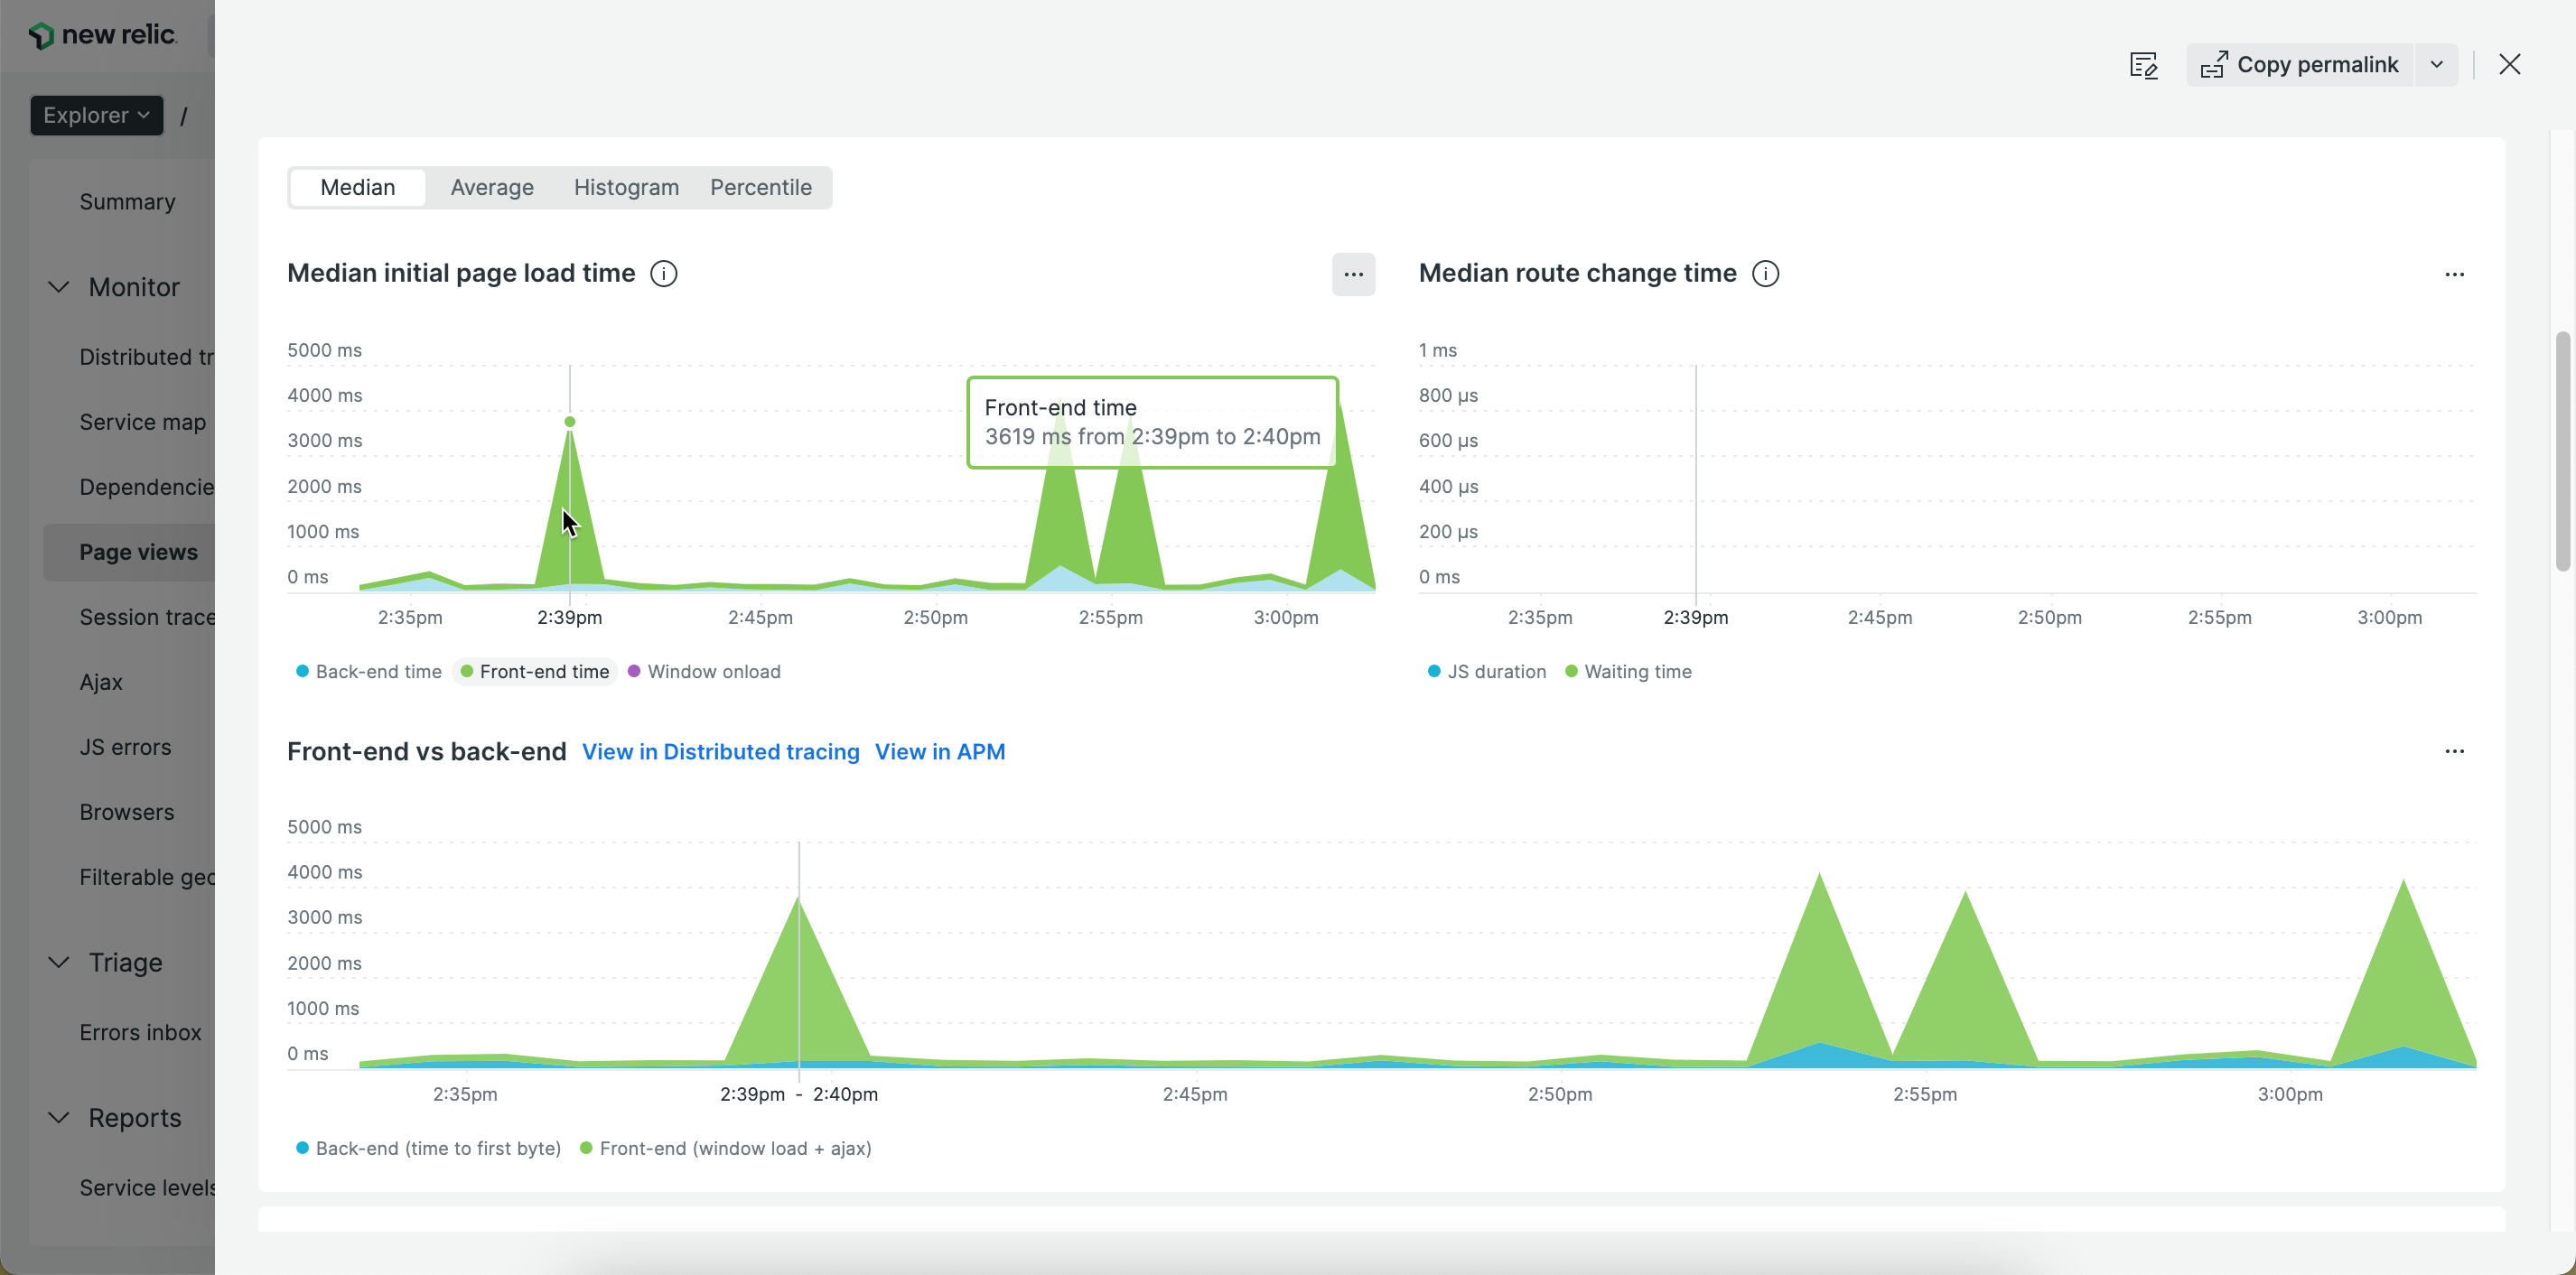 new relic
Explorer /
Summary
Monitor
Distributed tr
Service map
Dependencie
Page views
Session trace
Ajax
JS errors
Browsers
Filterable geo
Triage
Errors inbox
Reports
Service levels
Copy permalink
Median Average Histogram Percentile
Median initial page load time
5000 ms
4000 ms
3000 ms
2000 ms
1000 ms
0 ms
Front-end time
3619 ms from 2:39pm to 2:40pm
2:35pm 2:39pm 2:45pm 2:50pm 2:55pm 3:00pm
Back-end time Front-end time Window onload
Median route change time
1 ms
800 µs
600 µs
400 µs
200 µs
0 ms
2:35pm 2:39pm 2:45pm 2:50pm 2:55pm 3:00pm
JS duration Waiting time
Front-end vs back-end View in Distributed tracing View in APM
5000 ms
4000 ms
3000 ms
2000 ms
1000 ms
0 ms
2:35pm 2:39pm - 2:40pm 2:45pm 2:50pm 2:55pm 3:00pm
Back-end (time to first byte) Front-end (window load + ajax)